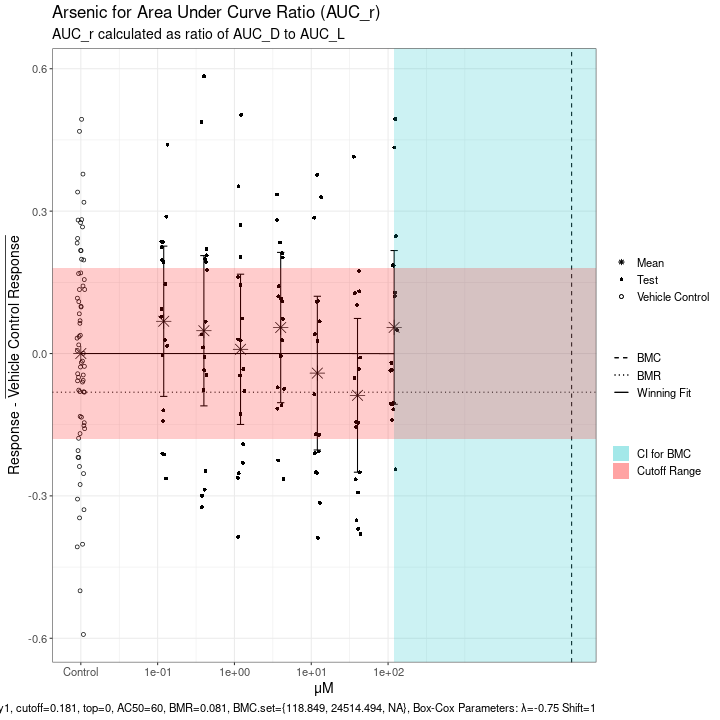 Arsenic for Area Under Curve Ratio (AUC_r)
AUC_r calculated as ratio of AUC_D to AUC_L
Response - Vehicle Control Response
0.6
0.3
0.0
-0.3
-0.6
Control
1e-01
1e+00
1e+01
1e+02
μM
Mean
Test
Vehicle Control
BMC
BMR
Winning Fit
CI for BMC
Cutoff Range
y1, cutoff=0.181, top=0, AC50=60, BMR=0.081, BMC.set={118.849, 24514.494, NA}, Box-Cox Parameters: λ=-0.75 Shift=1